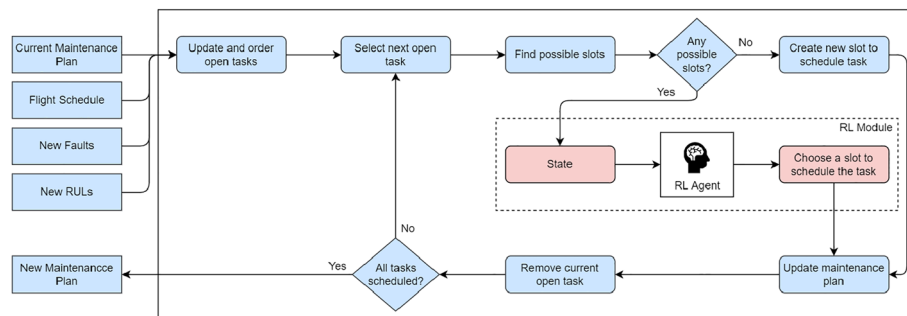 Current Maintenance
Plan
Flight Schedule
New Faults
New RULs
Update and order
open tasks
Select next open
task
Find possible slots
Any
possible
slots?
No
Yes
Create new slot to
schedule task
RL Module
State
RL Agent
Choose a slot to
schedule the task
Update maintenance
plan
Remove current
open task
All tasks
scheduled?
No
Yes
New Maintenancce
Plan